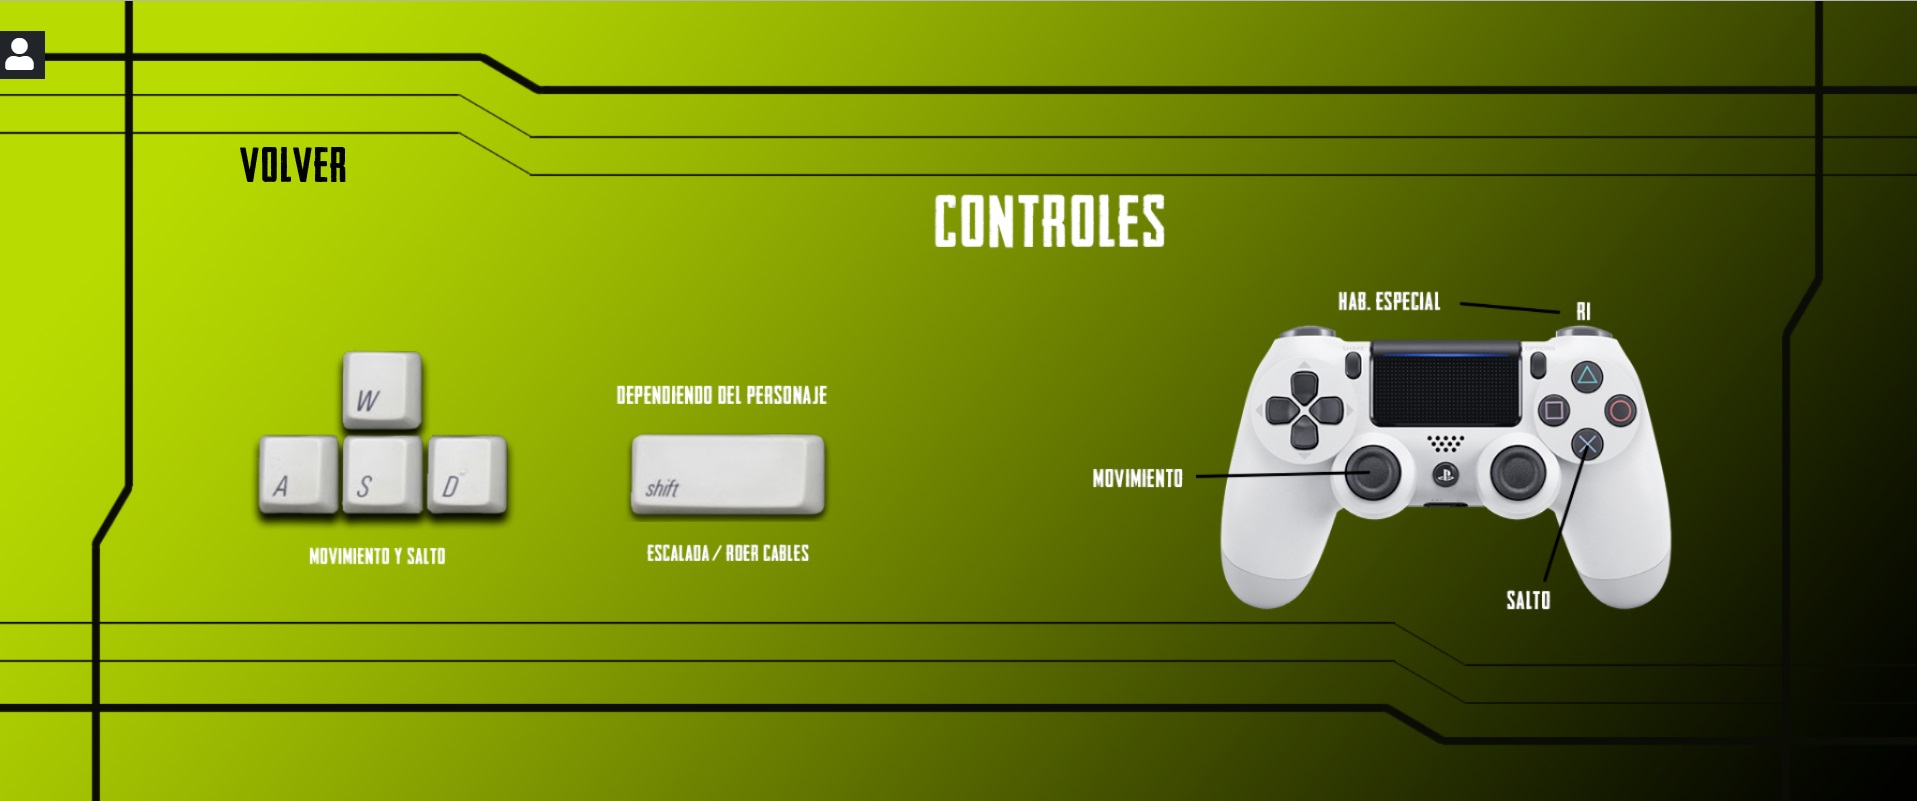 VOLVER
CONTROLES
HAB. ESPECIAL
R1
W
DEPENDIENDO DEL PERSONAJE
A S D
shift
MOVIMIENTO
MOVIMIENTO Y SALTO
ESCALADA / ROER CABLES
SALTO